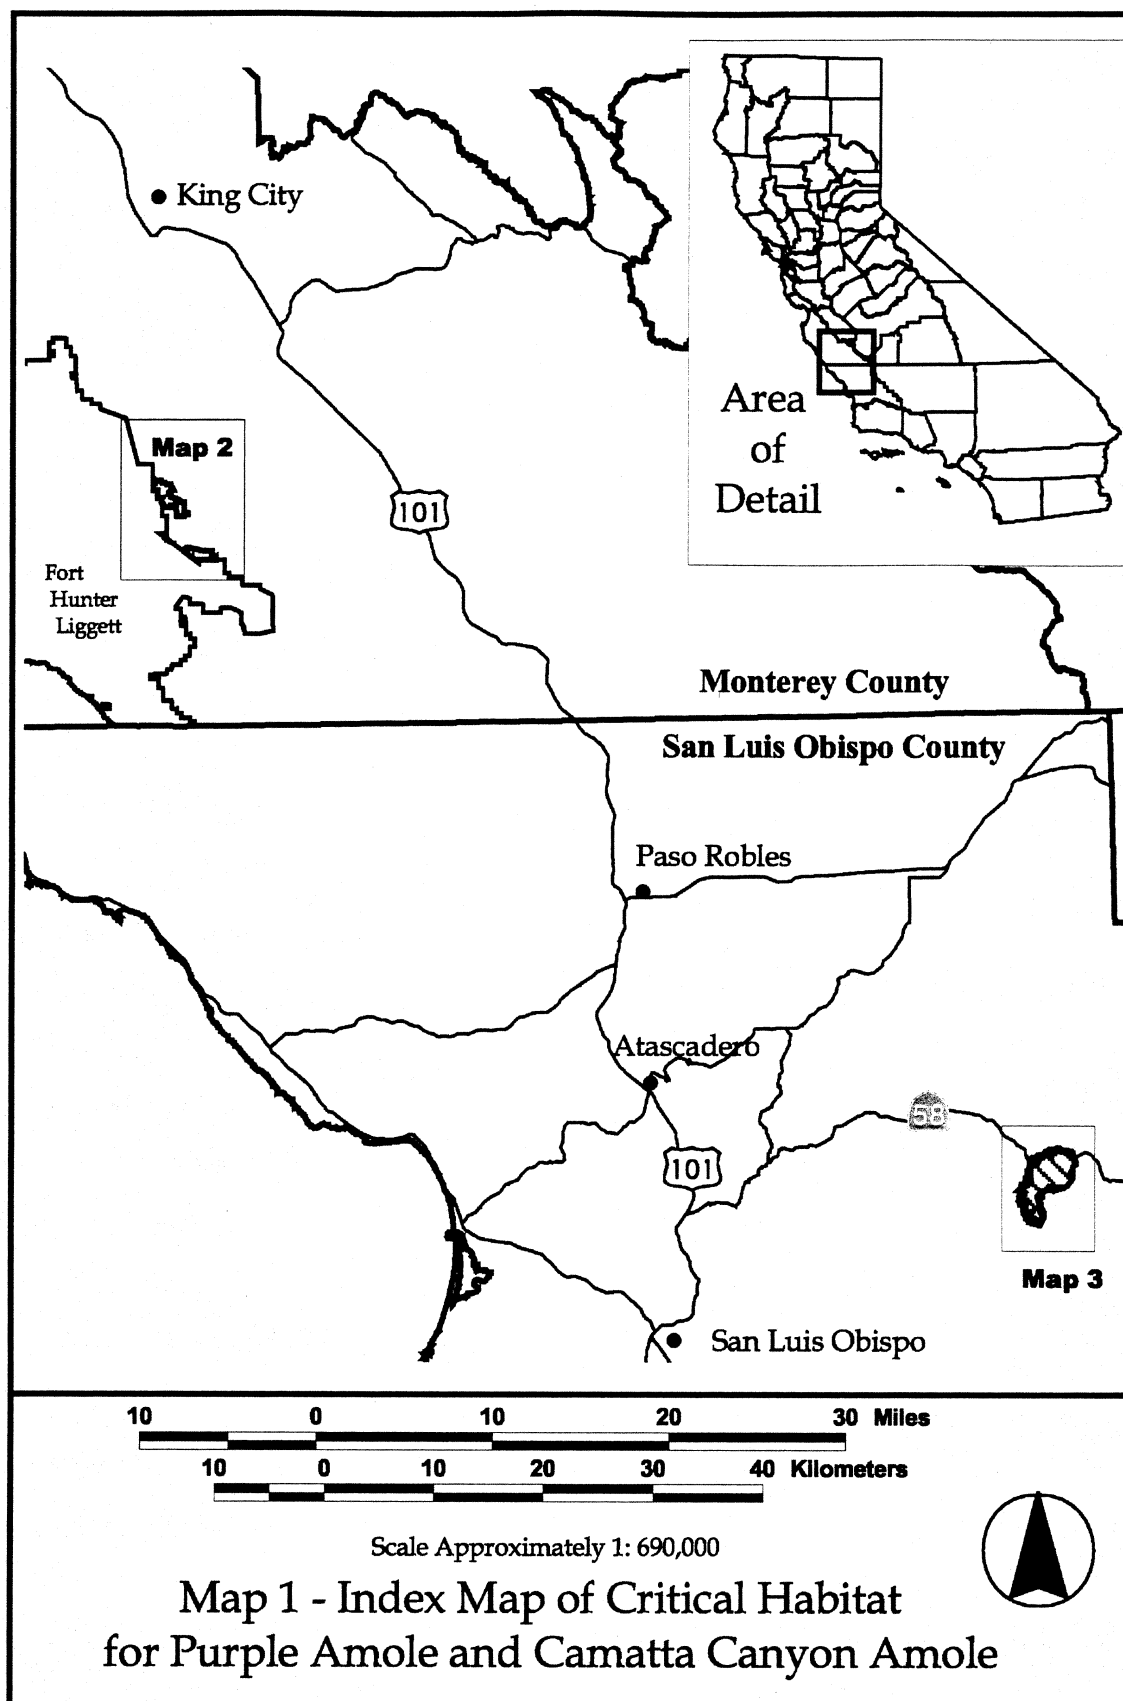 King City
Area
of
Detail
Map 2
101
Fort
Hunter
Liggett
Monterey County
San Luis Obispo County
Paso Robles
Atascadero
58
101
Map 3
San Luis Obispo
10 0 10 20 30 Miles
10 0 10 20 30 40 Kilometers
Scale Approximately 1: 690,000
Map 1 - Index Map of Critical Habitat
for Purple Amole and Camatta Canyon Amole